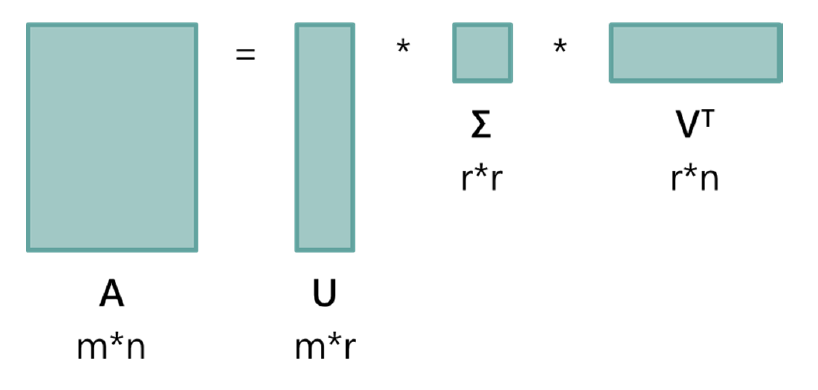 = * *
Σ Vᵀ
r*r r*n
A U
m*n m*r